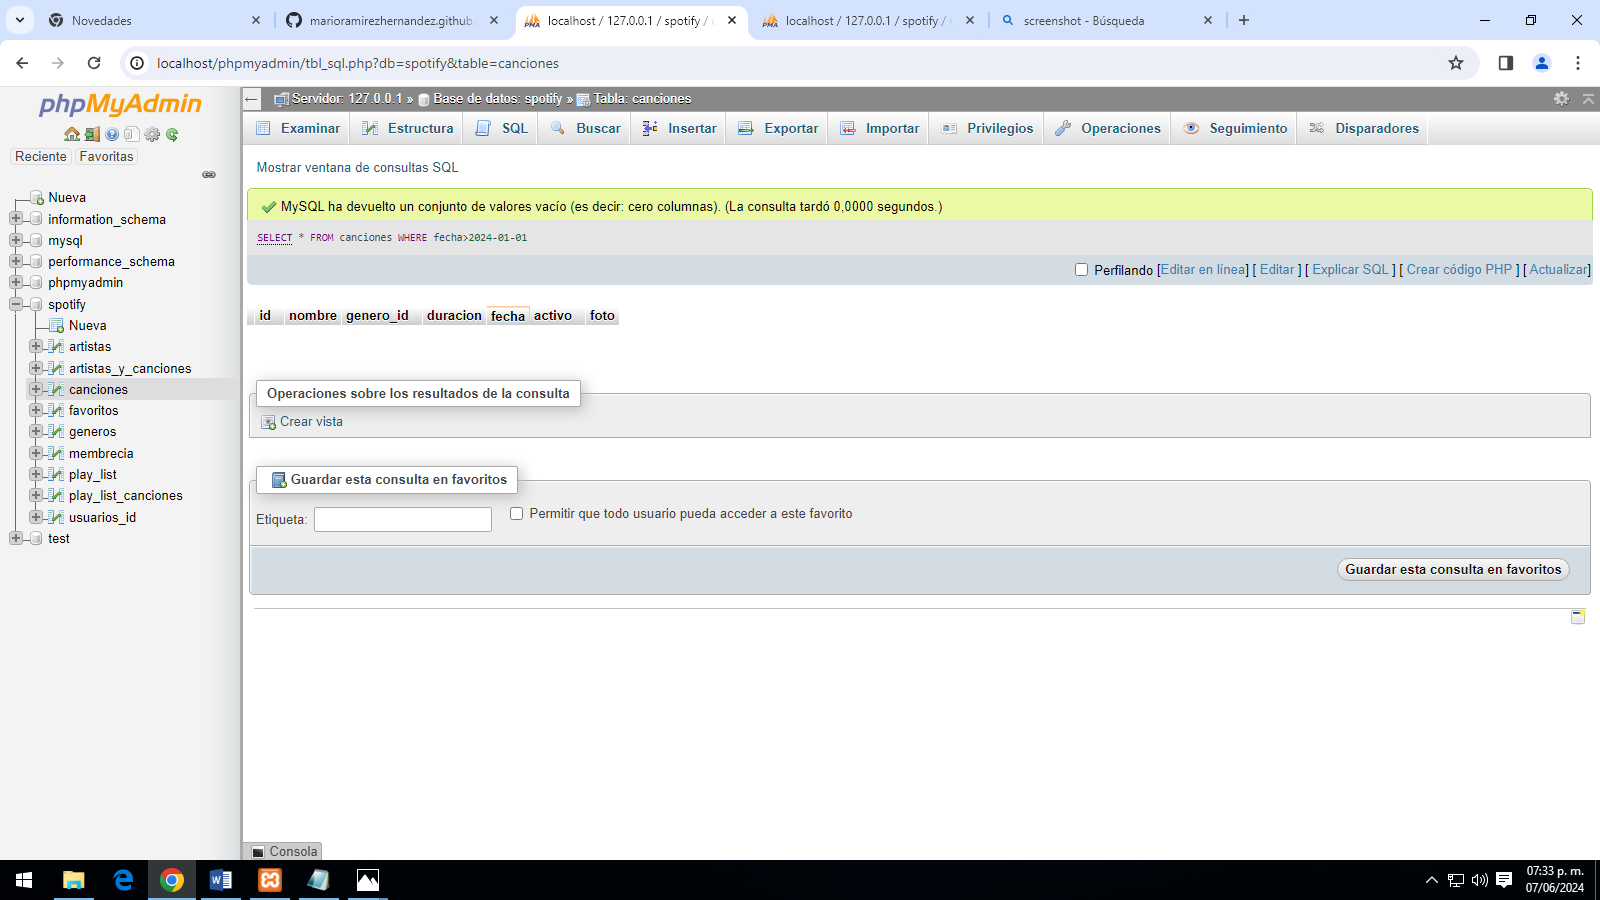 Novedades
marioramirezhernandez.github.
localhost / 127.0.0.1 / spotify / c
localhost / 127.0.0.1 / spotify / u
screenshot - Búsqueda
localhost/phpmyadmin/tbl_sql.php?db=spotify&table=canciones
phpMyAdmin
Reciente
Favoritas
Nueva
information_schema
mysql
performance_schema
phpmyadmin
spotify
Nueva
artistas
artistas_y_canciones
canciones
favoritos
generos
membrecia
play_list
play_list_canciones
usuarios_id
test
Servidor: 127.0.0.1 » Base de datos: spotify » Tabla: canciones
Examinar Estructura SQL Buscar Insertar Exportar Importar Privilegios Operaciones Seguimiento Disparadores
Mostrar ventana de consultas SQL
MySQL ha devuelto un conjunto de valores vacío (es decir: cero columnas). (La consulta tardó 0,0000 segundos.)
SELECT * FROM canciones WHERE fecha>2024-01-01
Perfilando [Editar en línea] [ Editar ] [ Explicar SQL ] [ Crear código PHP ] [ Actualizar]
id nombre genero_id duracion fecha activo foto
Operaciones sobre los resultados de la consulta
Crear vista
Guardar esta consulta en favoritos
Etiqueta:
Permitir que todo usuario pueda acceder a este favorito
Guardar esta consulta en favoritos
Consola
07:33 p. m.
07/06/2024